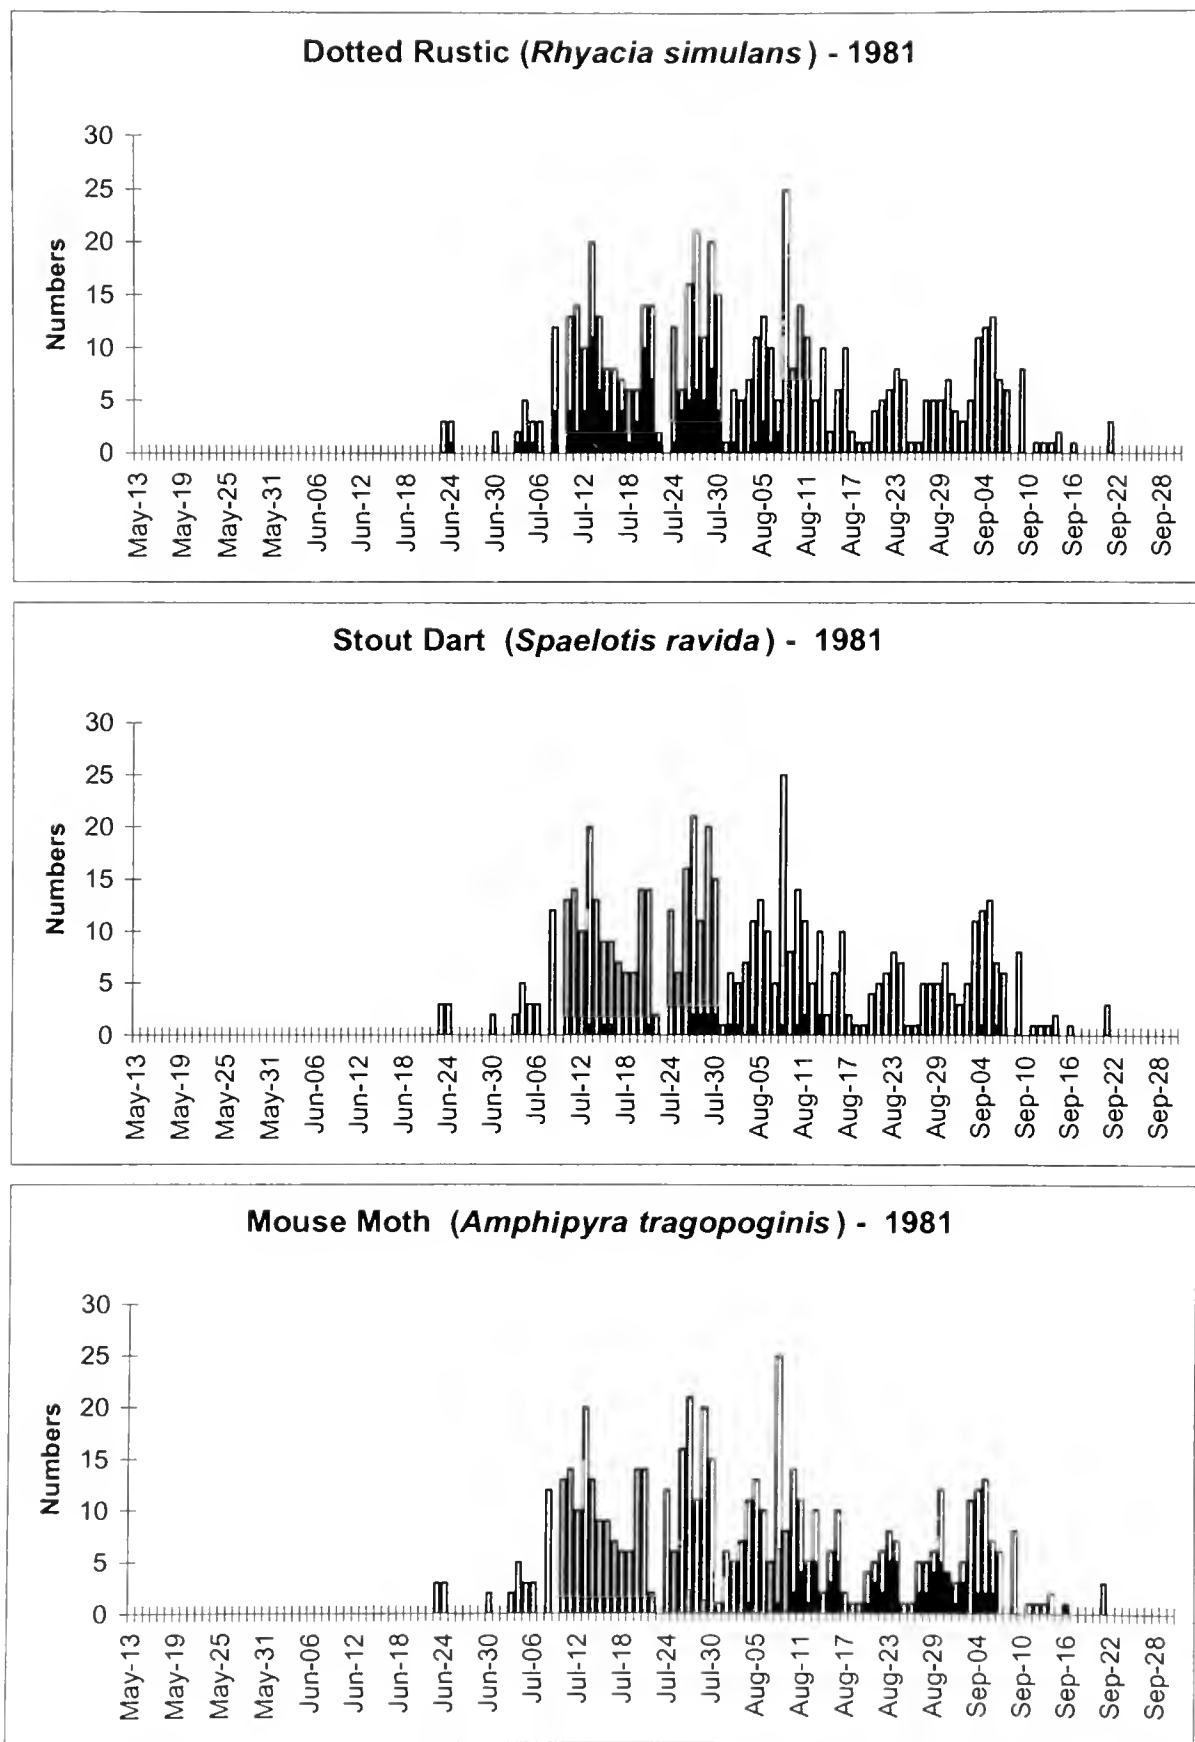 Dotted Rustic (Rhyacia simulans) - 1981
30
25
20
15
10
5
0
Numbers
May-13 May-19 May-25 May-31 Jun-06 Jun-12 Jun-18 Jun-24 Jun-30 Jul-06 Jul-12 Jul-18 Jul-24 Jul-30 Aug-05 Aug-11 Aug-17 Aug-23 Aug-29 Sep-04 Sep-10 Sep-16 Sep-22 Sep-28
Stout Dart (Spaelotis ravida) - 1981
30
25
20
15
10
5
0
Numbers
May-13 May-19 May-25 May-31 Jun-06 Jun-12 Jun-18 Jun-24 Jun-30 Jul-06 Jul-12 Jul-18 Jul-24 Jul-30 Aug-05 Aug-11 Aug-17 Aug-23 Aug-29 Sep-04 Sep-10 Sep-16 Sep-22 Sep-28
Mouse Moth (Amphipyra tragopoginis) - 1981
30
25
20
15
10
5
0
Numbers
May-13 May-19 May-25 May-31 Jun-06 Jun-12 Jun-18 Jun-24 Jun-30 Jul-06 Jul-12 Jul-18 Jul-24 Jul-30 Aug-05 Aug-11 Aug-17 Aug-23 Aug-29 Sep-04 Sep-10 Sep-16 Sep-22 Sep-28